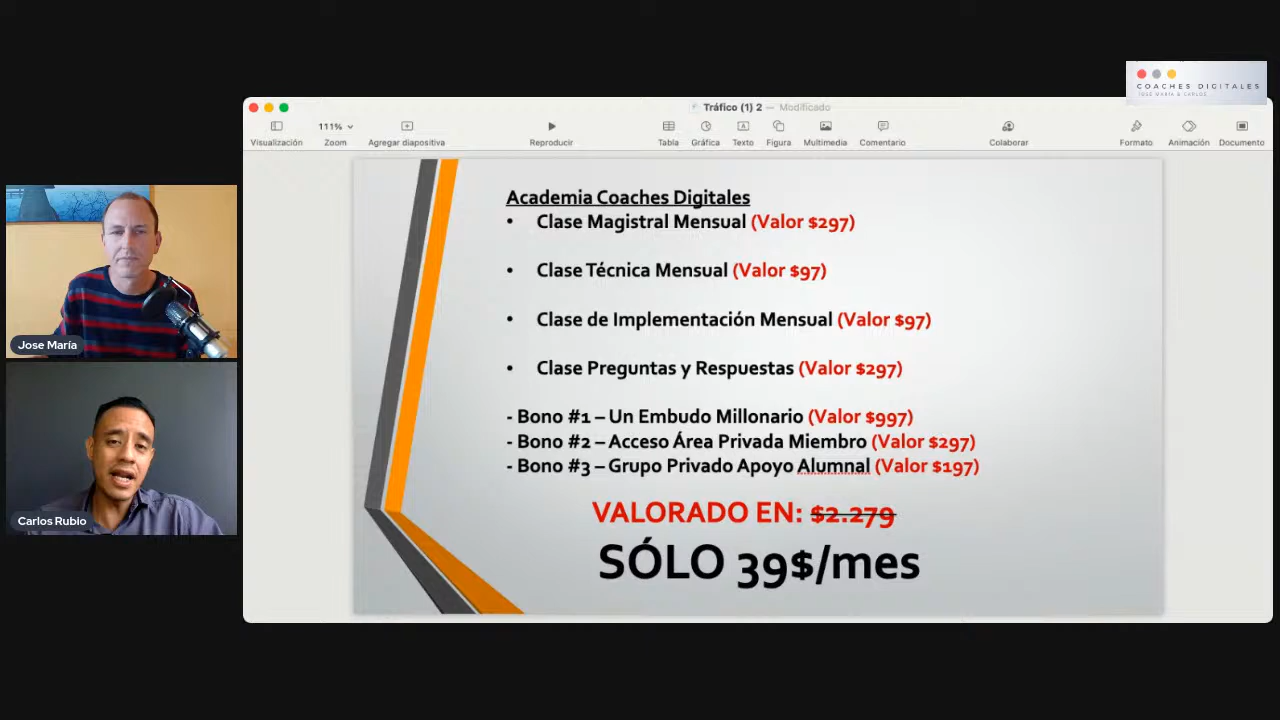 COACHES DIGITALES
JOSE MARÍA & CARLOS
Tráfico (1) 2 — Modificado
111%
Visualización
Zoom
Agregar diapositiva
Reproducir
Tabla
Gráfica
Texto
Figura
Multimedia
Comentario
Colaborar
Formato
Animación
Documento
Academia Coaches Digitales
• Clase Magistral Mensual (Valor $297)
• Clase Técnica Mensual (Valor $97)
• Clase de Implementación Mensual (Valor $97)
• Clase Preguntas y Respuestas (Valor $297)
- Bono #1 – Un Embudo Millonario (Valor $997)
- Bono #2 – Acceso Área Privada Miembro (Valor $297)
- Bono #3 – Grupo Privado Apoyo Alumnal (Valor $197)
VALORADO EN: $2.279
SÓLO 39$/mes
Jose María
Carlos Rubio